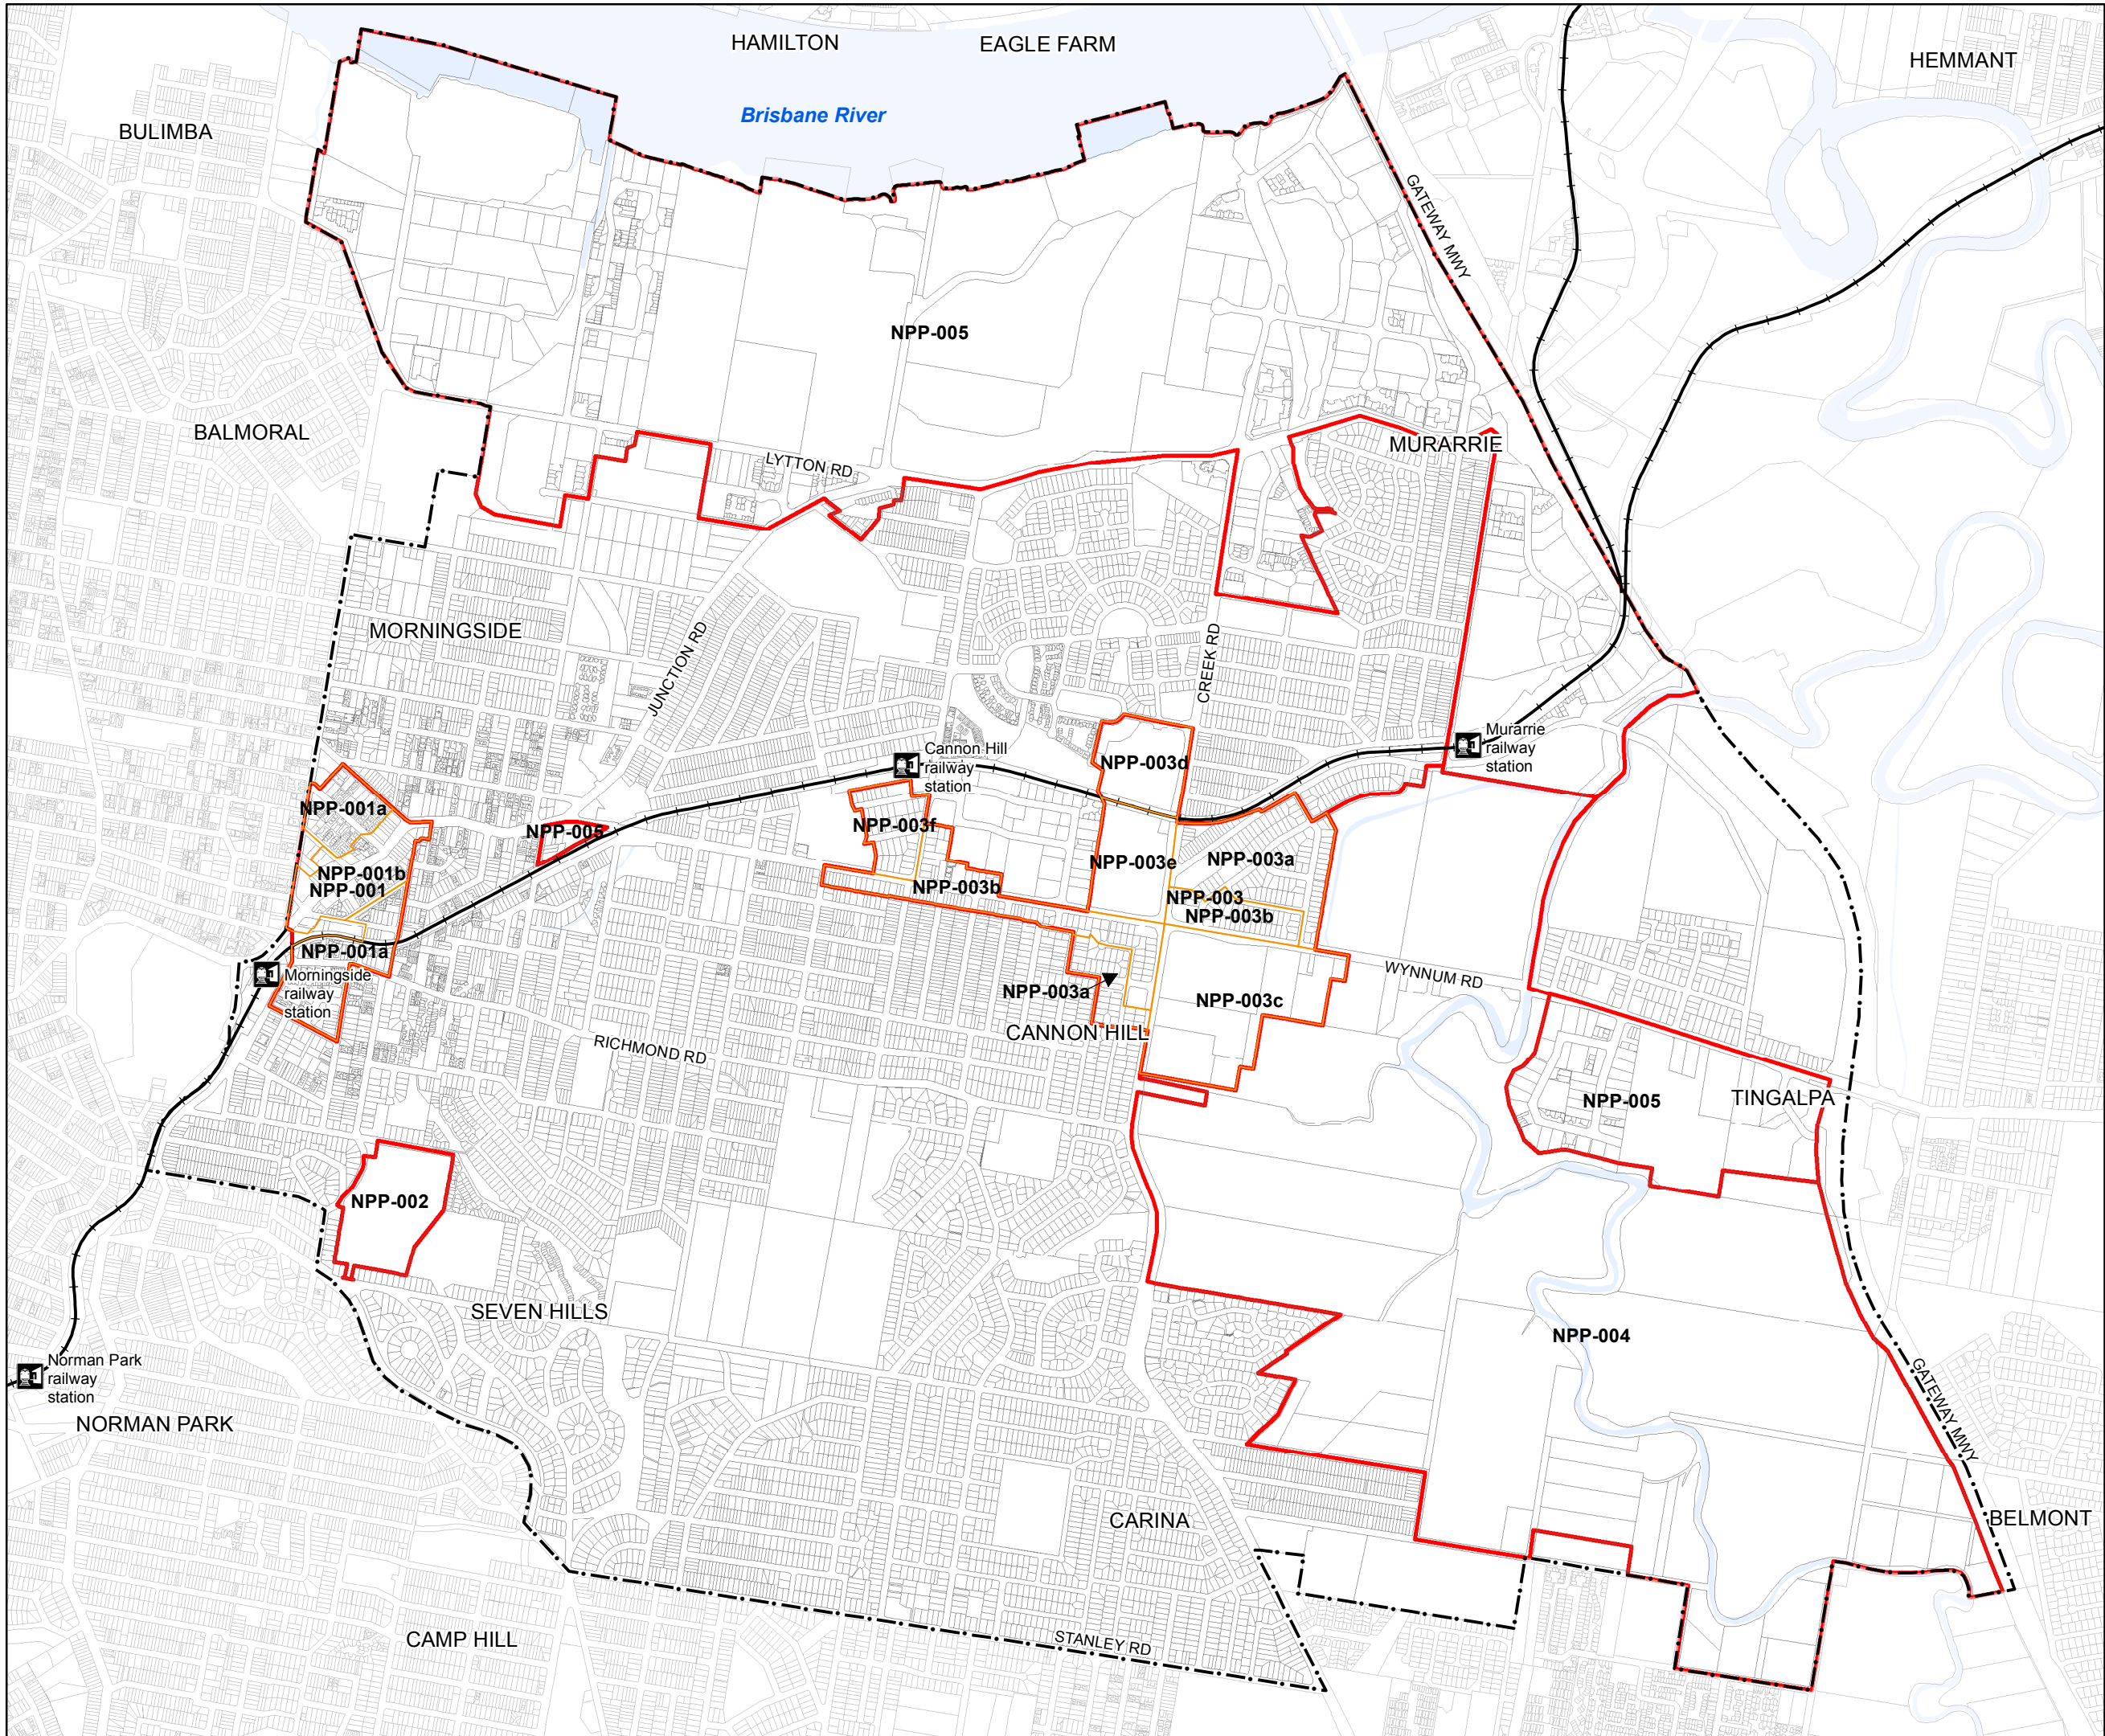 HAMILTON
EAGLE FARM
HEMMANT
Brisbane River
BULIMBA
GATEWAY MWY
NPP-005
BALMORAL
MURARRIE
LYTTON RD
MORNINGSIDE
JUNCTION RD
CREEK RD
Murarrie
railway
station
Cannon Hill
railway
station
NPP-003d
NPP-001a
NPP-005
NPP-003f
NPP-003e
NPP-003a
NPP-001b
NPP-001
NPP-003b
NPP-003
NPP-003b
NPP-001a
Morningside
railway
station
WYNNUM RD
NPP-003a
NPP-003c
CANNON HILL
RICHMOND RD
NPP-005
TINGALPA
NPP-002
SEVEN HILLS
NPP-004
Norman Park
railway
station
GATEWAY MWY
NORMAN PARK
CARINA
BELMONT
CAMP HILL
STANLEY RD